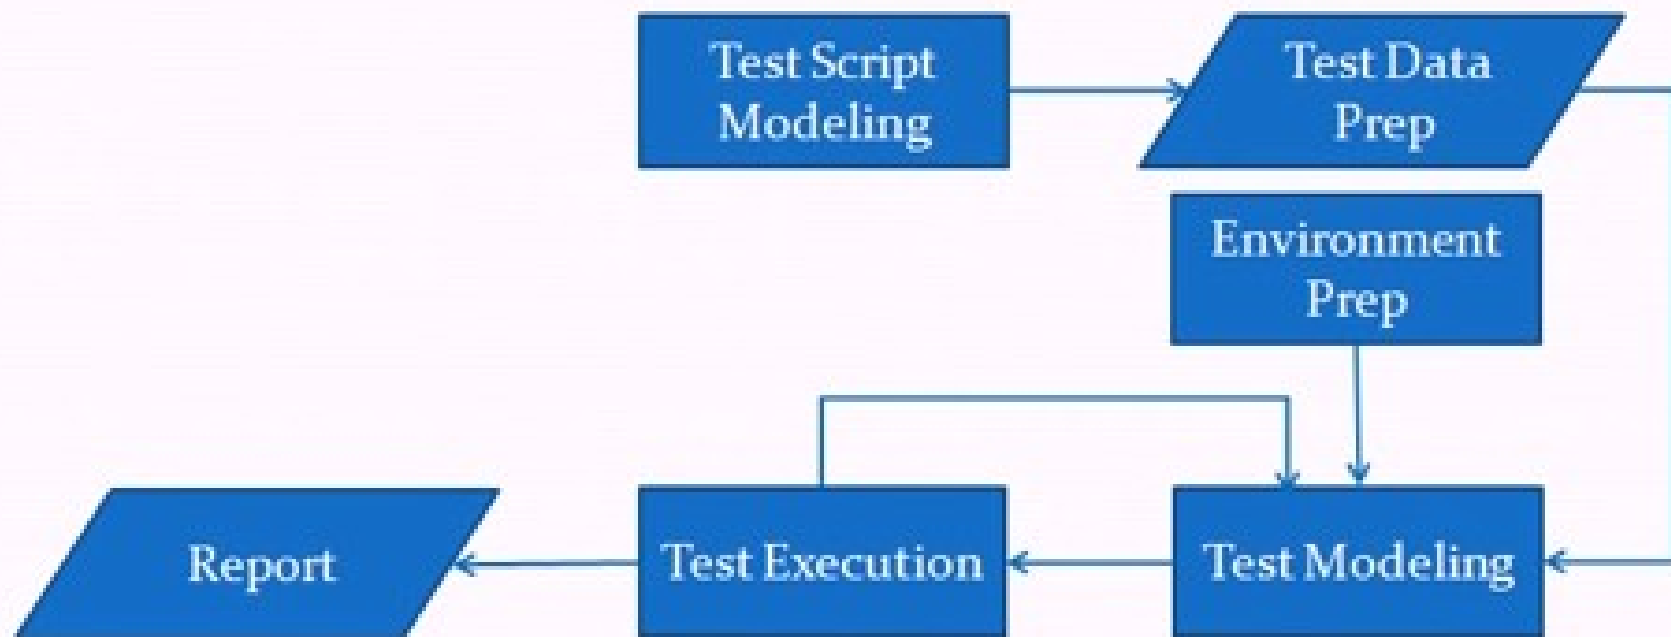 Test Script
Modeling
Test Data
Prep
Environment
Prep
Report
Test Execution
Test Modeling